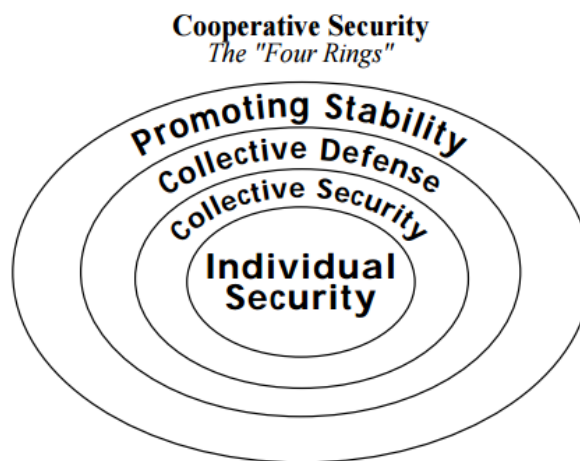 Cooperative Security
The "Four Rings"
Promoting Stability
Collective Defense
Collective Security
Individual
Security